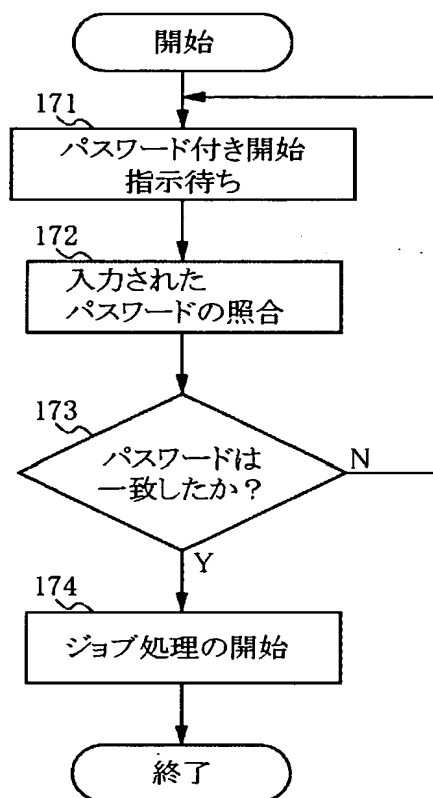 開始
171
パスワード付き開始
指示待ち
172
入力された
パスワードの照合
173
パスワードは
一致したか？
N
Y
174
ジョブ処理の開始
終了